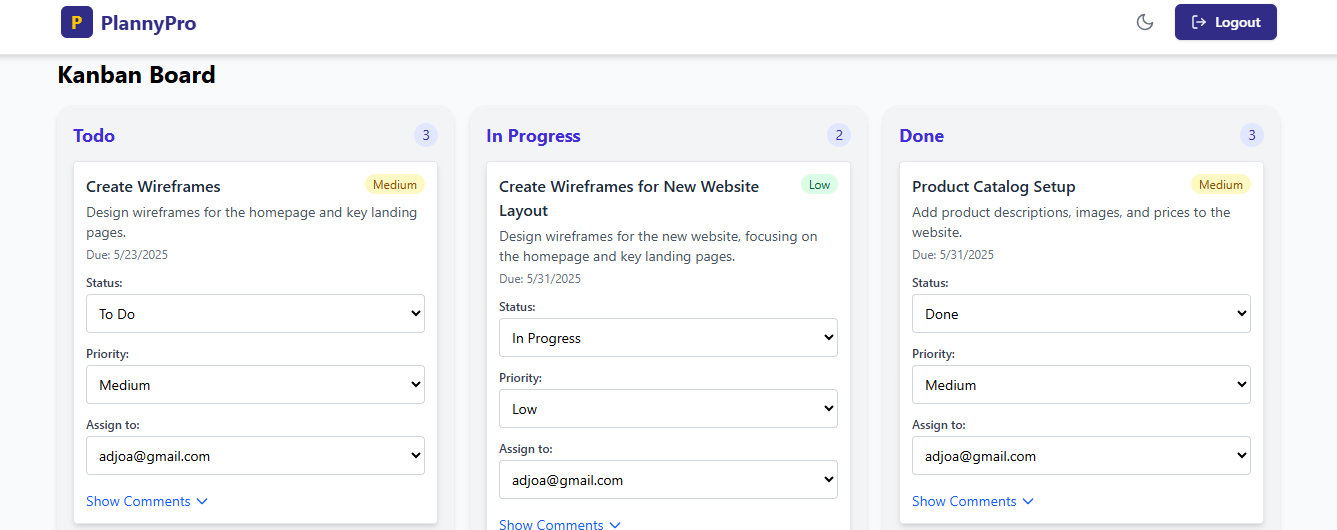 P PlannyPro
Logout
Kanban Board
Todo
3
Create Wireframes
Medium
Design wireframes for the homepage and key landing
pages.
Due: 5/23/2025
Status:
To Do
Priority:
Medium
Assign to:
adjoa@gmail.com
Show Comments
In Progress
2
Create Wireframes for New Website
Layout
Low
Design wireframes for the new website, focusing on
the homepage and key landing pages.
Due: 5/31/2025
Status:
In Progress
Priority:
Low
Assign to:
adjoa@gmail.com
Show Comments
Done
3
Product Catalog Setup
Medium
Add product descriptions, images, and prices to the
website.
Due: 5/31/2025
Status:
Done
Priority:
Medium
Assign to:
adjoa@gmail.com
Show Comments